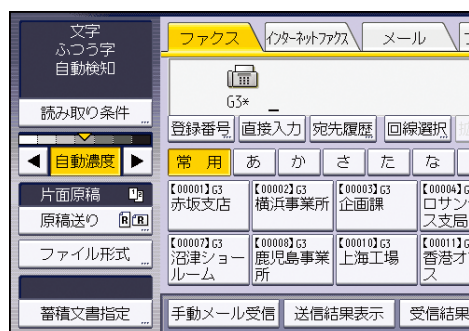 文字
ふつう字
自動検知
読み取り条件
自動濃度
片面原稿
原稿送り
ファイル形式
蓄積文書指定
ファクス
インターネットファクス
メール
G3* _
登録番号
直接入力
宛先履歴
回線選択
常用
あ
か
さ
た
な
【00001】G3
赤坂支店
【00002】G3
横浜事業所
【00003】G3
企画課
【00004】G
ロサン
ス支局
【00007】G3
沼津ショー
ルーム
【00008】G3
鹿児島事業
所
【00010】G3
上海工場
【00011】G
香港オ
ス
手動メール受信
送信結果表示
受信結果